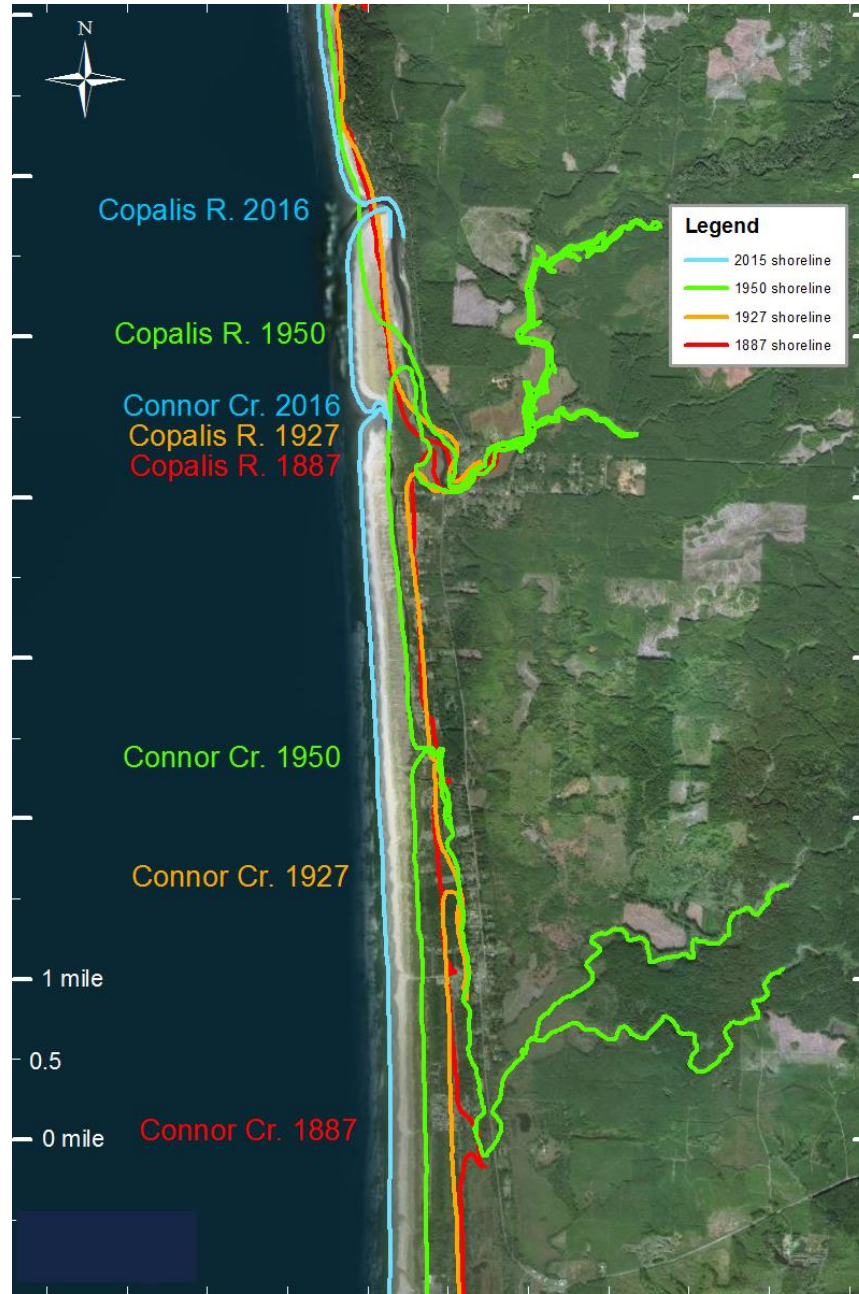 N
Copalis R. 2016
Legend
2015 shoreline
1950 shoreline
1927 shoreline
1887 shoreline
Copalis R. 1950
Connor Cr. 2016
Copalis R. 1927
Copalis R. 1887
Connor Cr. 1950
Connor Cr. 1927
1 mile
0.5
0 mile
Connor Cr. 1887